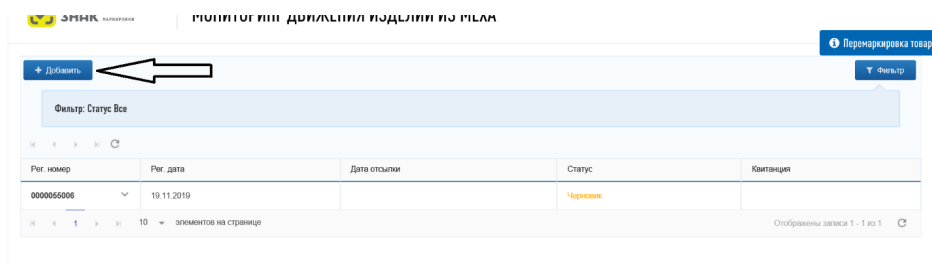 ЗНАК МАРКИРОВКИ
МОНИТОРИНГ ДВИЖЕНИЯ ИЗДЕЛИЙ ИЗ МЕХА
Перемаркировка товар
+ Добавить
Фильтр
Фильтр: Статус Все
Рег. номер Рег. дата Дата отсылки Статус Квитанция
0000055006 19.11.2019 Черновик
1 10 элементов на странице Отображены записи 1 - 1 из 1